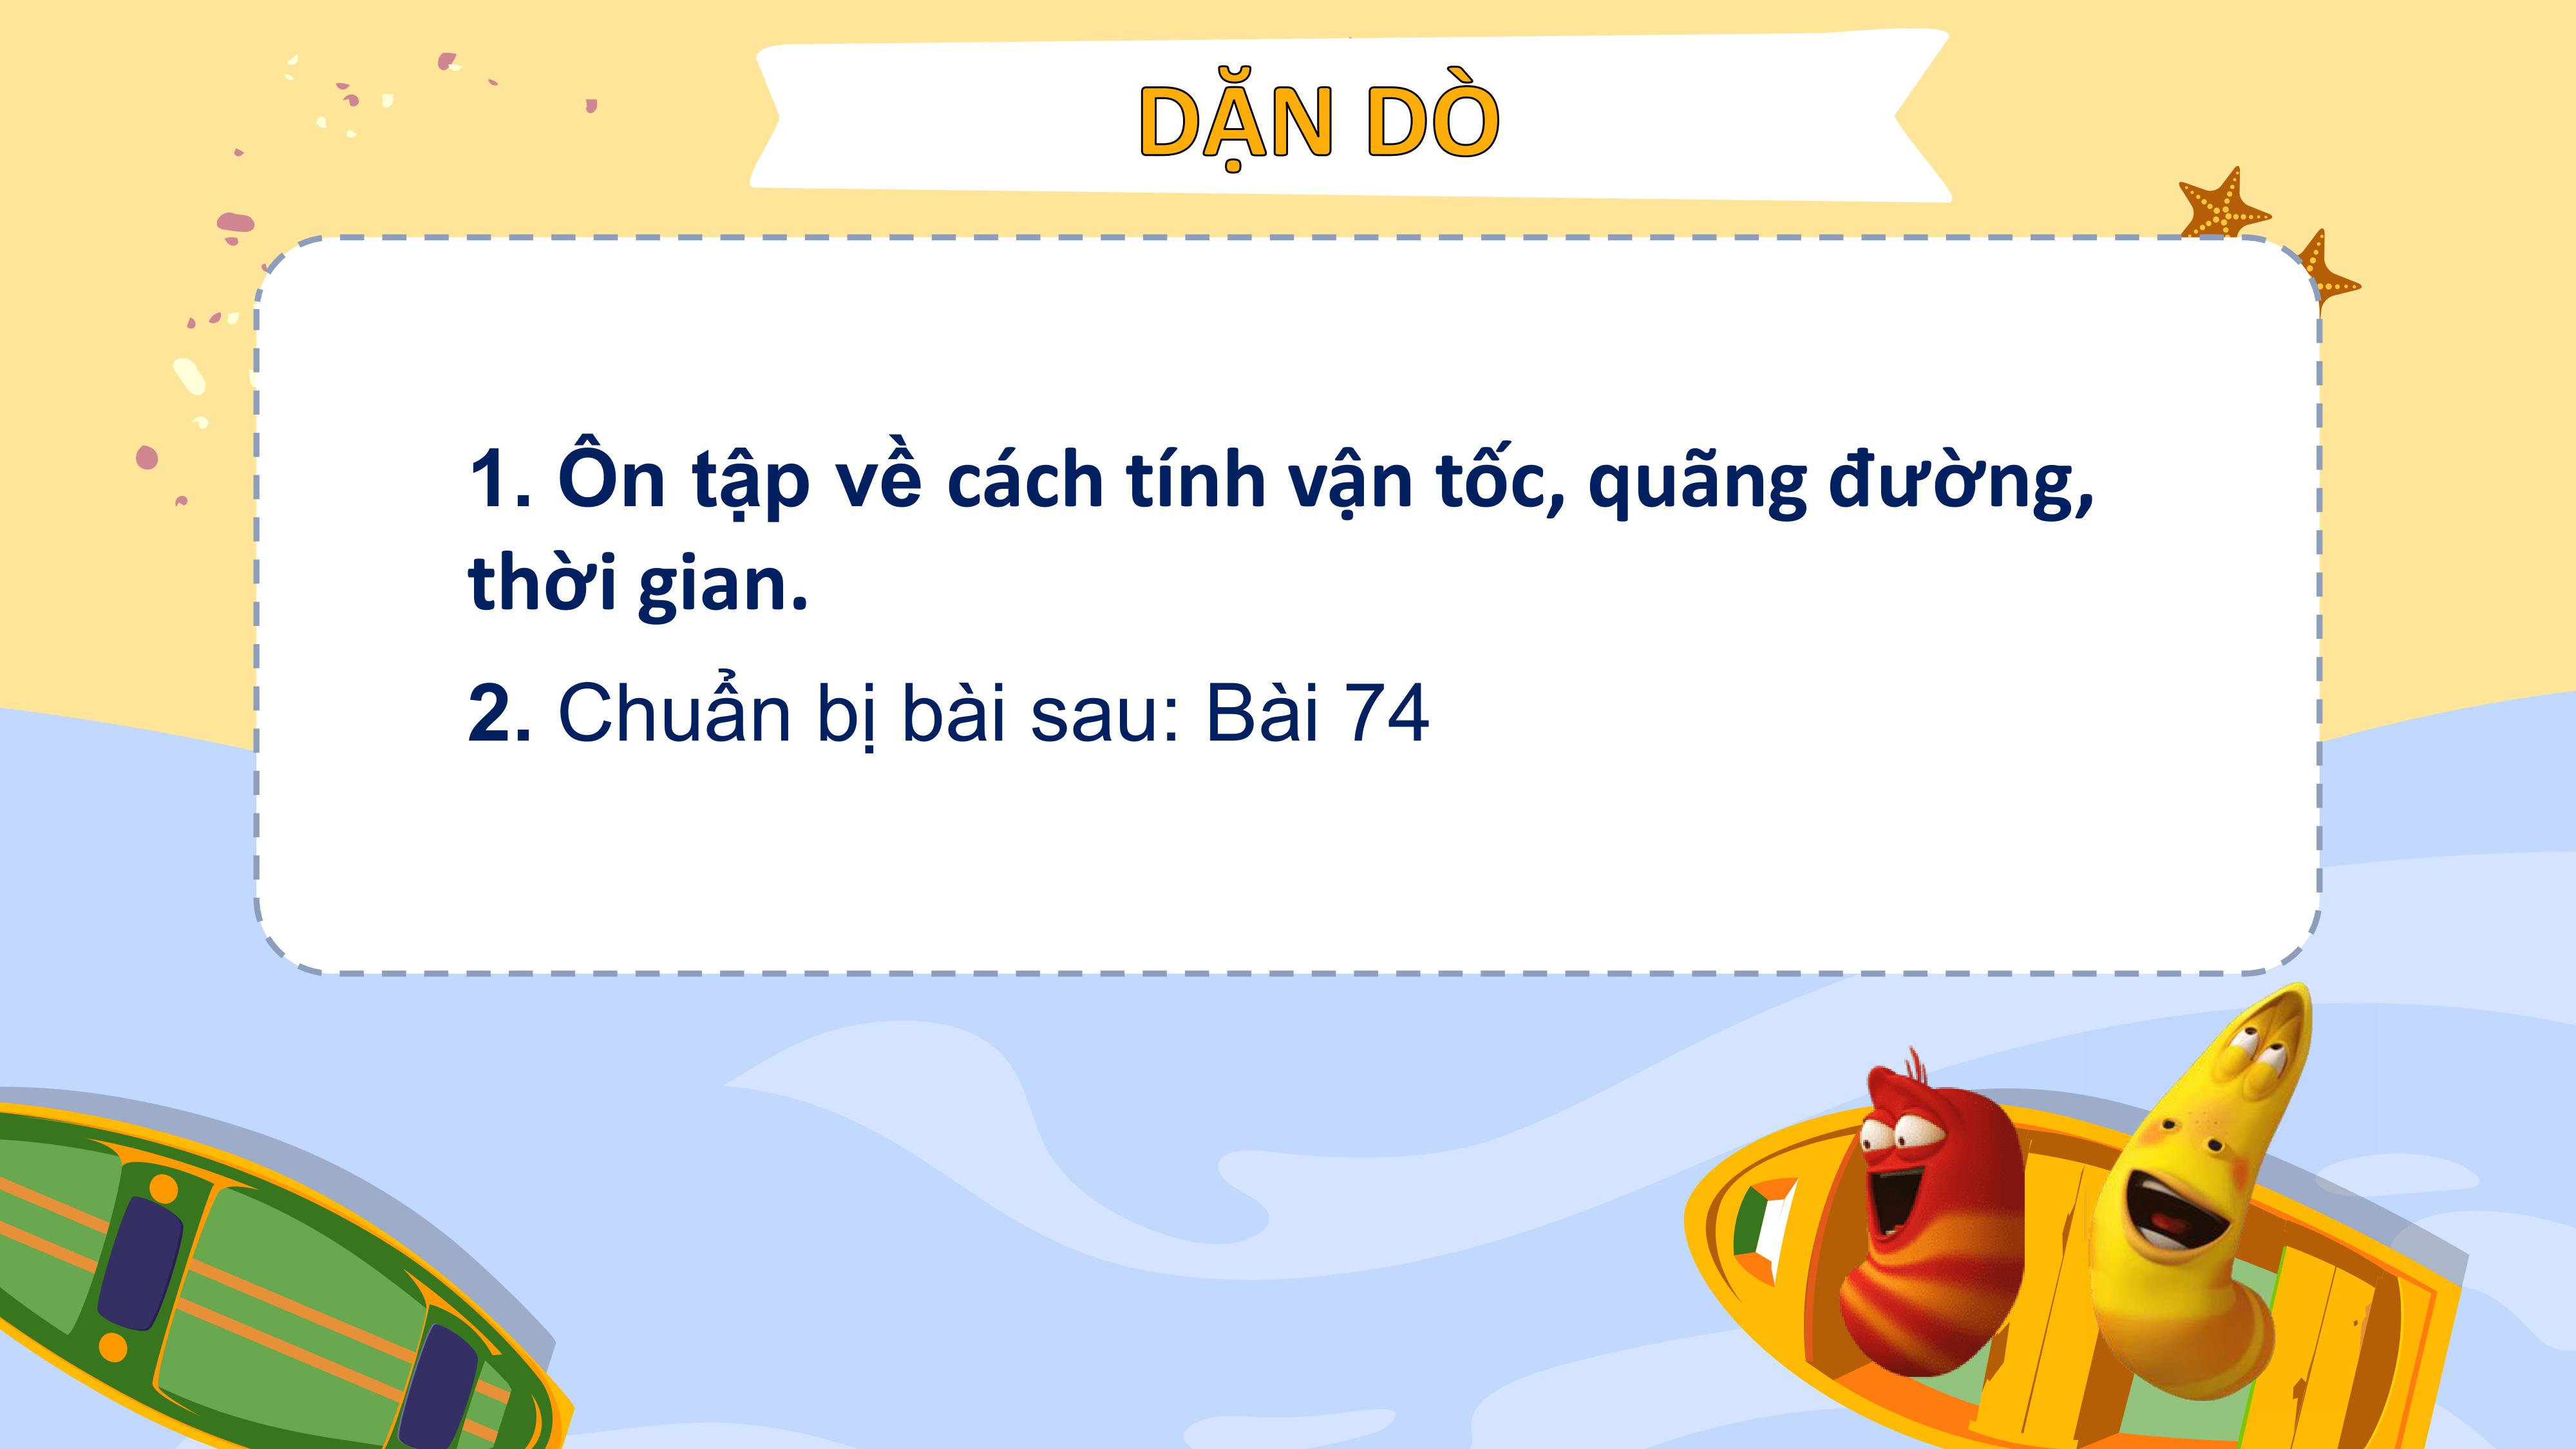 DẶN DÒ
1. Ôn tập về cách tính vận tốc, quãng đường,
thời gian.
2. Chuẩn bị bài sau: Bài 74